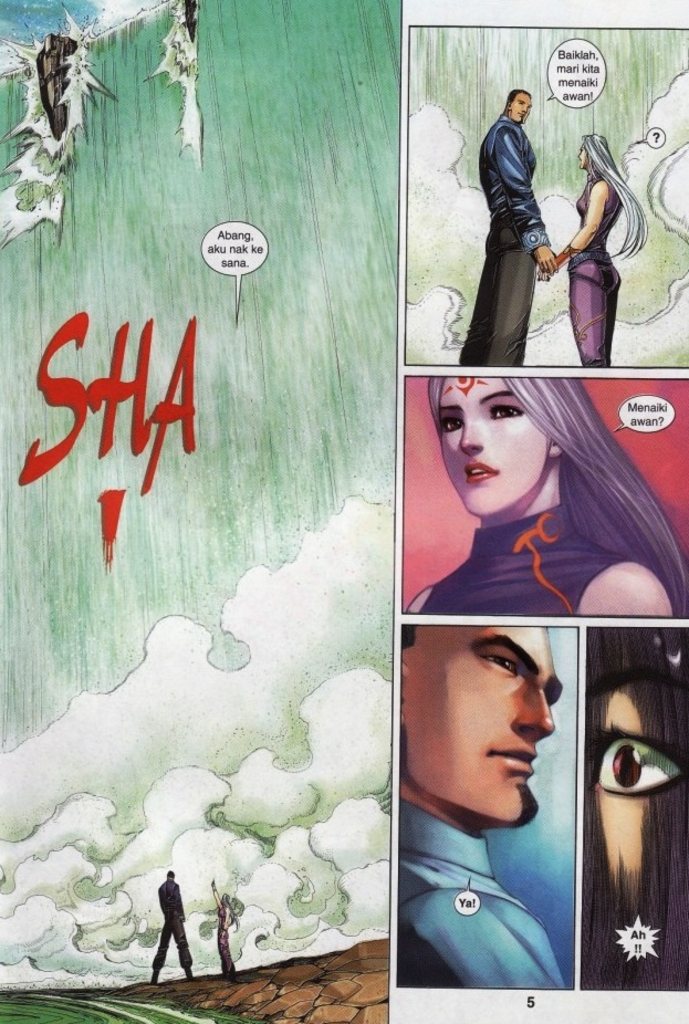 Abang,
aku nak ke
sana.
SHA
!
Baiklah,
mari kita
menaiki
awan!
?
Menaiki
awan?
Ya!
Ah
!!
5